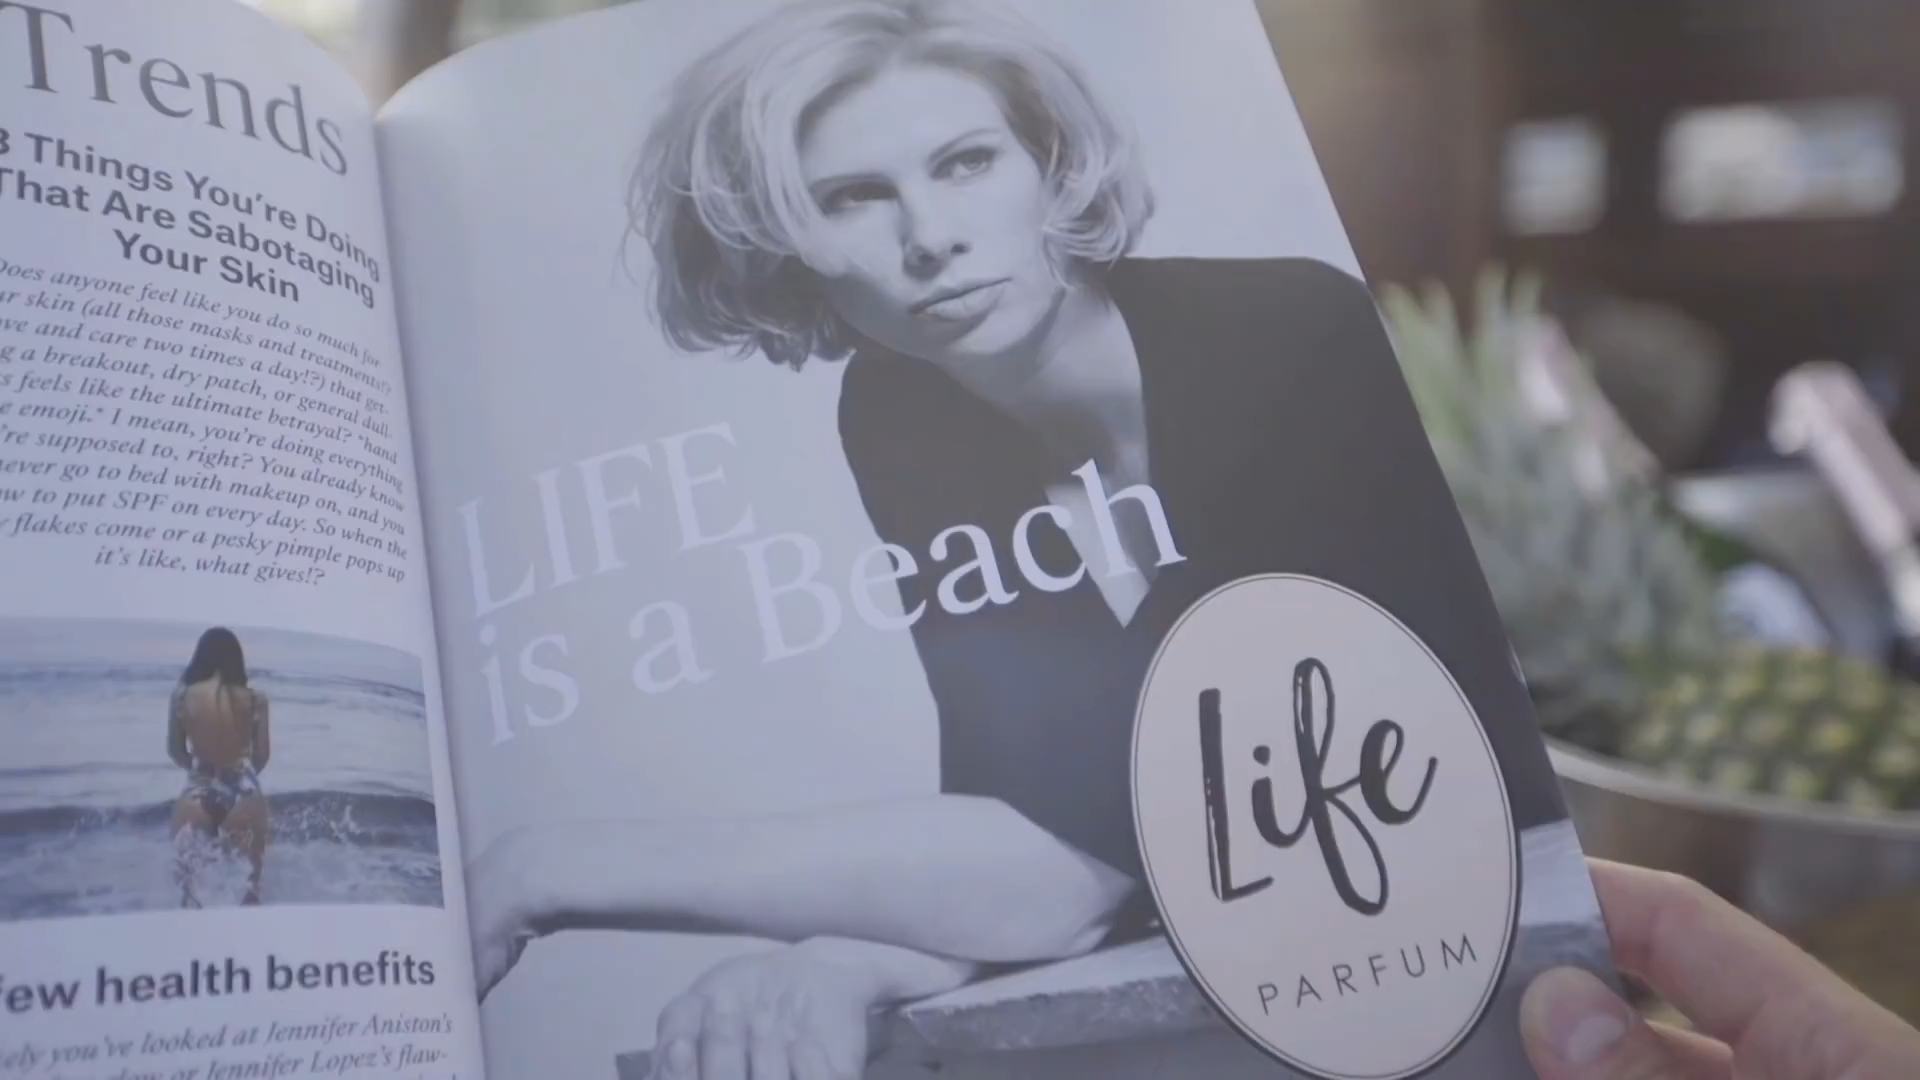 Trends
3 Things You're Doing
That Are Sabotaging
Your Skin
Does anyone feel like you do so much for
ur skin (all those masks and treatments!?
ve and care two times a day!?) that get-
g a breakout, dry patch, or general dull-
s feels like the ultimate betrayal? *hand
e emoji.* I mean, you're doing everything
're supposed to, right? You already know
never go to bed with makeup on, and you
ow to put SPF on every day. So when the
flakes come or a pesky pimple pops up
it's like, what gives!?
few health benefits
ely you've looked at Jennifer Aniston's
glow or Jennifer Lopez's flaw-
LIFE
is a Beach
Life
PARFUM